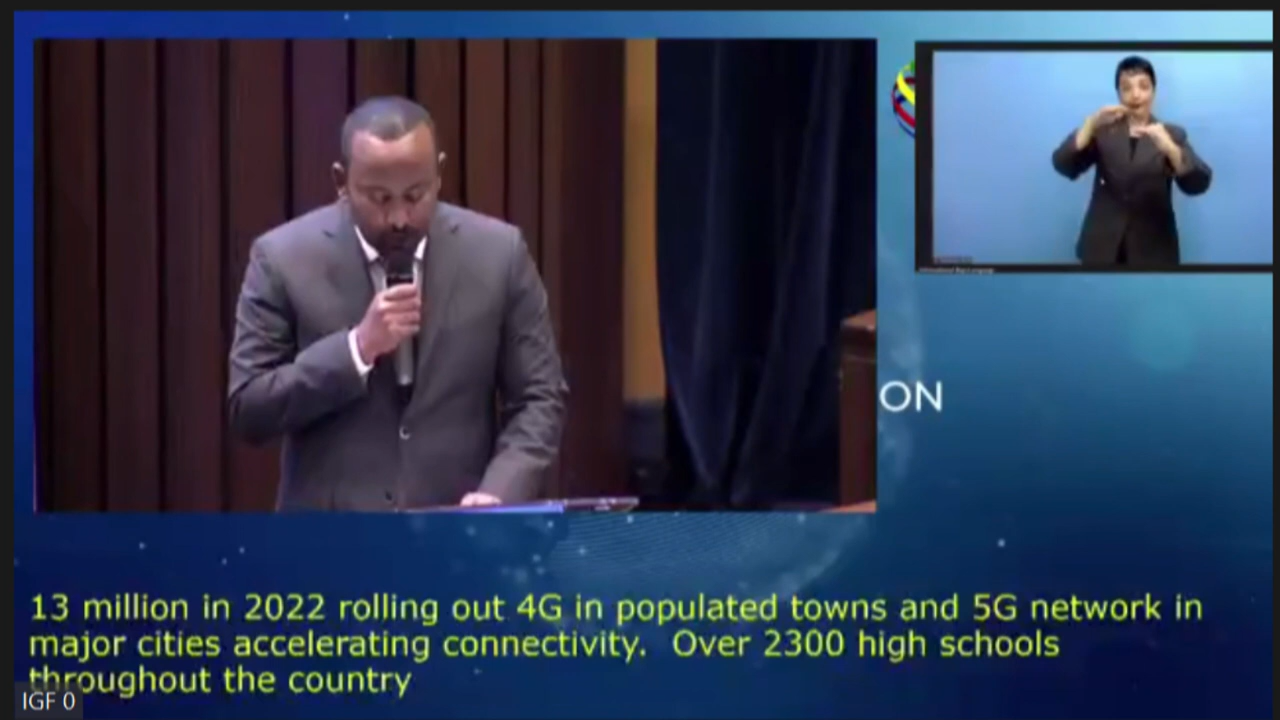 ON
13 million in 2022 rolling out 4G in populated towns and 5G network in
major cities accelerating connectivity.  Over 2300 high schools
throughout the country
IGF 0